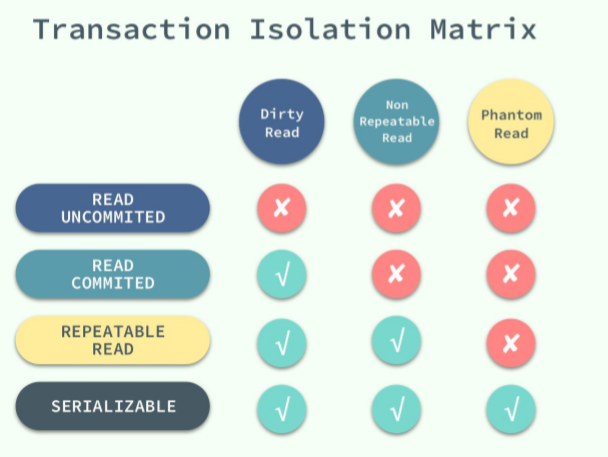 Transaction Isolation Matrix
Dirty
Read
Non
Repeatable
Read
Phantom
Read
READ
UNCOMMITED
✘ ✘ ✘
READ
COMMITED
√ ✘ ✘
REPEATABLE
READ
√ √ ✘
SERIALIZABLE
√ √ √